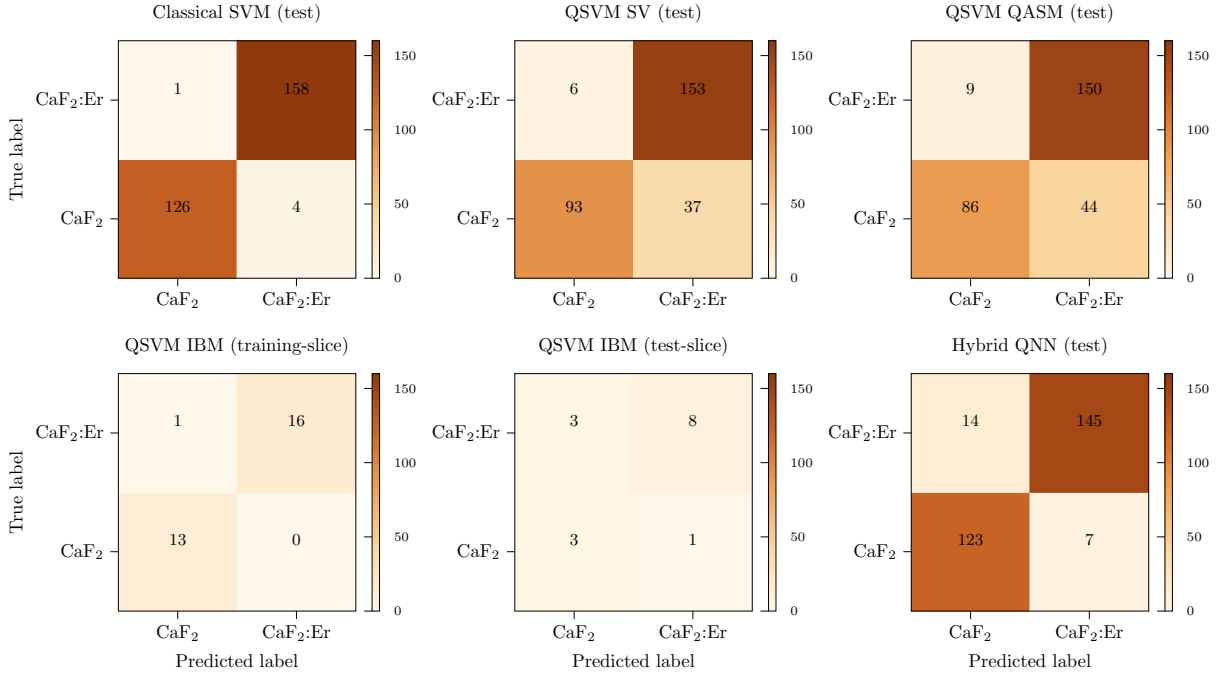 Classical SVM (test)
True label
CaF₂:Er
CaF₂
1
158
126
4
CaF₂
CaF₂:Er
150
100
50
0
QSVM SV (test)
CaF₂:Er
CaF₂
6
153
93
37
CaF₂
CaF₂:Er
150
100
50
0
QSVM QASM (test)
CaF₂:Er
CaF₂
9
150
86
44
CaF₂
CaF₂:Er
150
100
50
0
QSVM IBM (training-slice)
True label
CaF₂:Er
CaF₂
1
16
13
0
CaF₂
CaF₂:Er
Predicted label
150
100
50
0
QSVM IBM (test-slice)
CaF₂:Er
CaF₂
3
8
3
1
CaF₂
CaF₂:Er
Predicted label
150
100
50
0
Hybrid QNN (test)
CaF₂:Er
CaF₂
14
145
123
7
CaF₂
CaF₂:Er
Predicted label
150
100
50
0